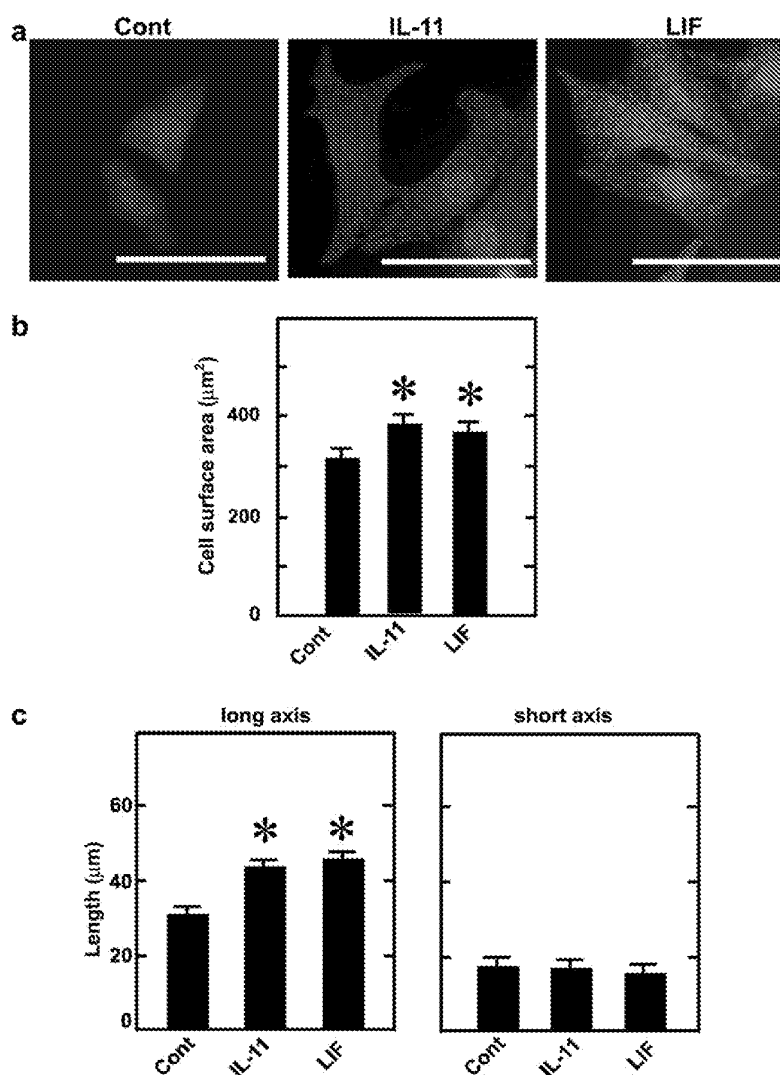 a
Cont IL-11 LIF
b
Cell surface area (μm²)
400
200
0
Cont IL-11 LIF
*
*
c
long axis short axis
Length (μm)
60
40
20
0
*
*
Cont IL-11 LIF
Cont IL-11 LIF